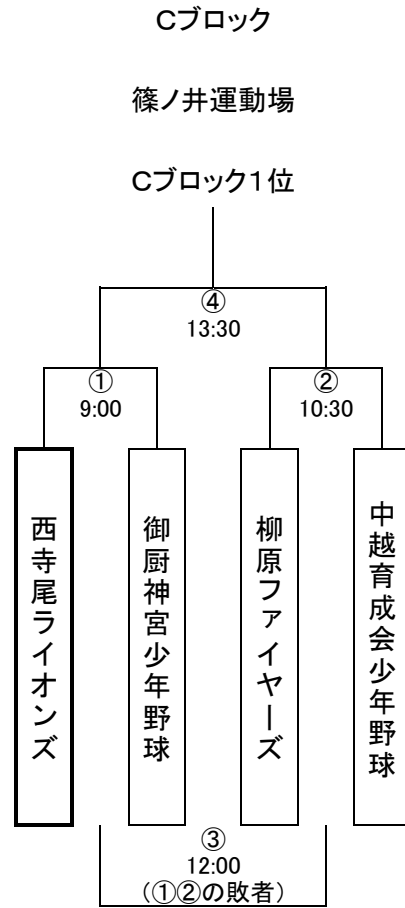 Cブロック
篠ノ井運動場
Cブロック1位
④
13:30
①
9:00
②
10:30
西寺尾ライオンズ
御厨神宮少年野球
柳原ファイヤーズ
中越育成会少年野球
③
12:00
（①②の敗者）